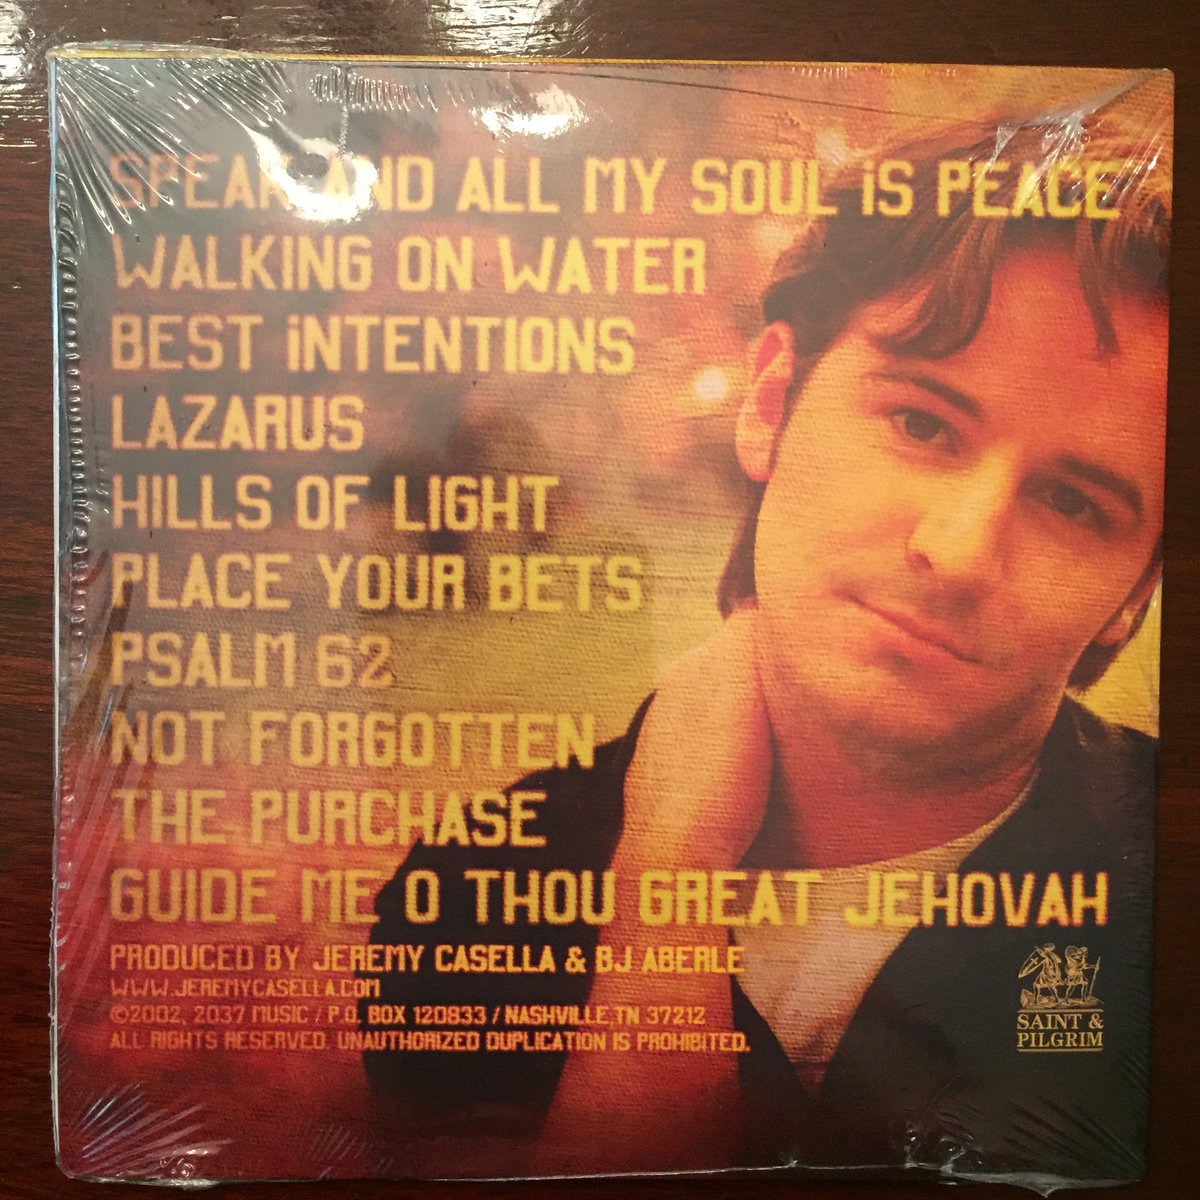 SPEAK AND ALL MY SOUL iS PEACE
WALKING ON WATER
BEST iNTENTIONS
LAZARUS
HILLS OF LIGHT
PLACE YOUR BETS
PSALM 62
NOT FORGOTTEN
THE PURCHASE
GUIDE ME O THOU GREAT JEHOVAH
PRODUCED BY JEREMY CASELLA & BJ ABERLE
WWW.JEREMYCASELLA.COM
©2002, 2037 MUSIC / P.O. BOX 120833 / NASHVILLE,TN 37212
ALL RIGHTS RESERVED. UNAUTHORIZED DUPLICATION IS PROHIBITED.
SAINT &
PILGRIM